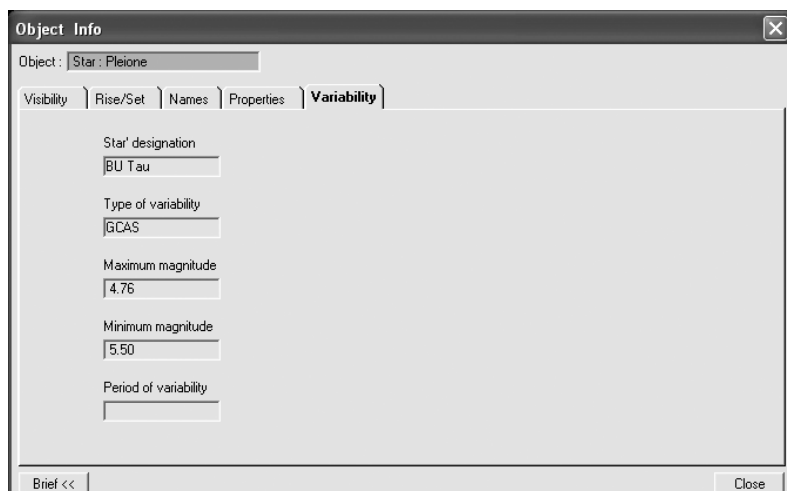 Object Info
Object : Star : Pleione
Visibility Rise/Set Names Properties Variability
Star' designation
BU Tau
Type of variability
GCAS
Maximum magnitude
4.76
Minimum magnitude
5.50
Period of variability
Brief << Close